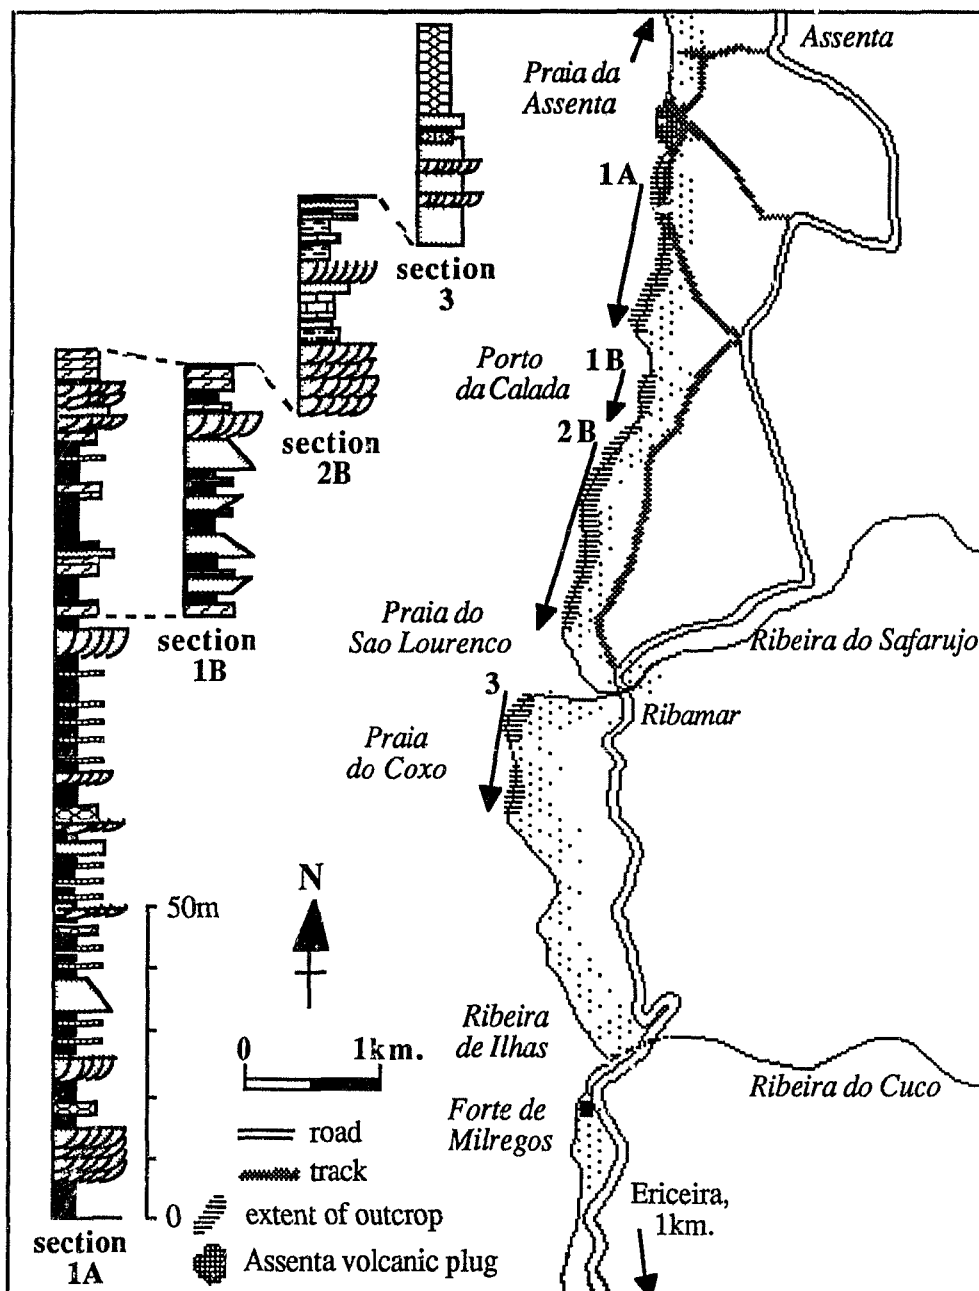 Assenta
Praia da
Assenta
1A
section
3
Porto
da Calada
1B
2B
section
2B
Praia do
Sao Lourenco
section
1B
Ribeira do Safarujo
3
Ribamar
Praia
do Coxo
N
50m
Ribeira
de Ilhas
0
1km.
Ribeira do Cuco
Forte de
Milregos
road
track
Ericeira,
1km.
0
extent of outcrop
section
1A
Assenta volcanic plug